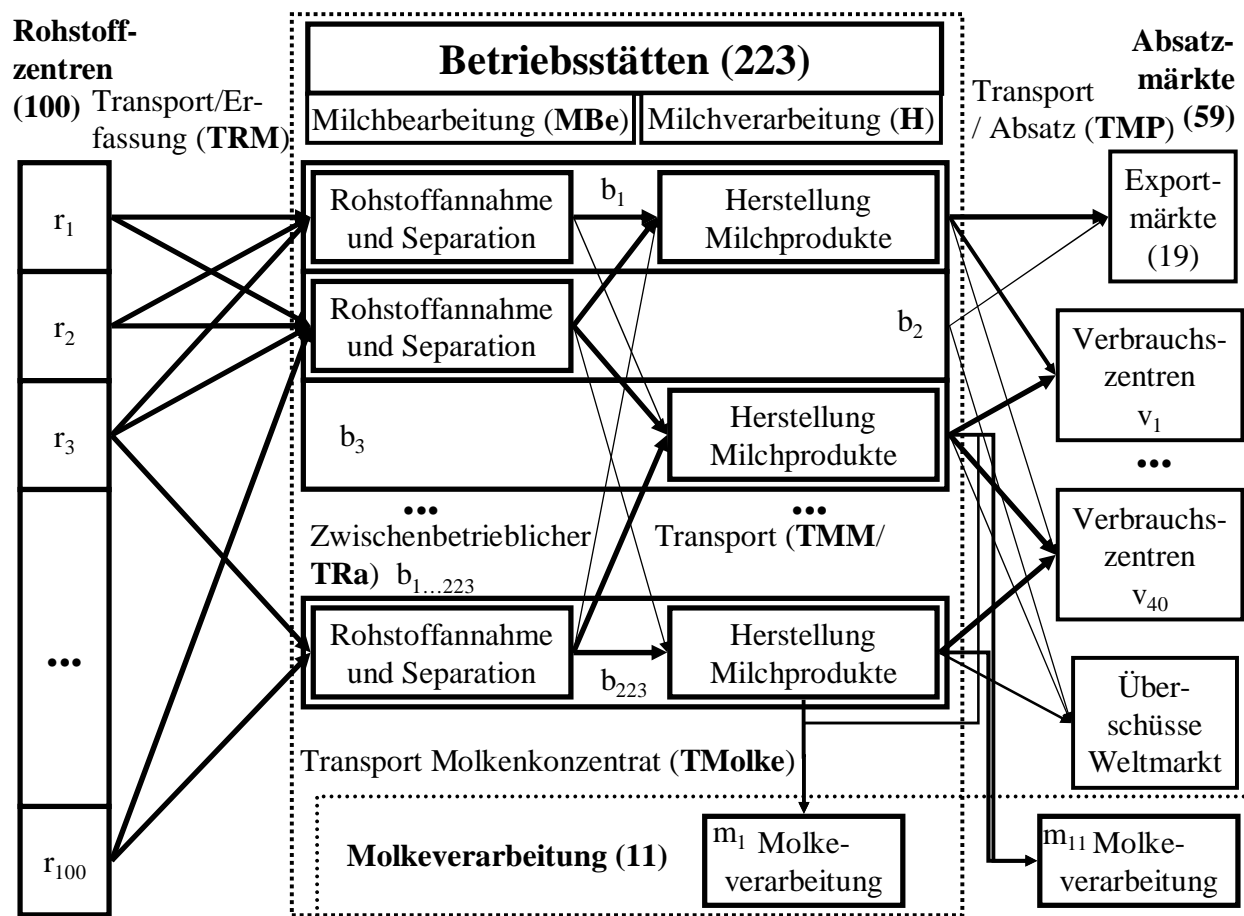 Rohstoff-
zentren
(100)
Transport/Er-
fassung (TRM)
Betriebsstätten (223)
Milchbearbeitung (MBe)
Milchverarbeitung (H)
Absatz-
märkte
(59)
Transport
/ Absatz (TMP)
r1
r2
r3
...
r100
Rohstoffannahme
und Separation
b1
Herstellung
Milchprodukte
Rohstoffannahme
und Separation
b2
b3
Herstellung
Milchprodukte
...
...
Zwischenbetrieblicher
Transport (TMM/
TRa) b1...223
Rohstoffannahme
und Separation
b223
Herstellung
Milchprodukte
Export-
märkte
(19)
Verbrauchs-
zentren
v1
...
Verbrauchs-
zentren
v40
Über-
schüsse
Weltmarkt
Transport Molkenkonzentrat (TMolke)
Molkeverarbeitung (11)
m1 Molke-
verarbeitung
m11 Molke-
verarbeitung